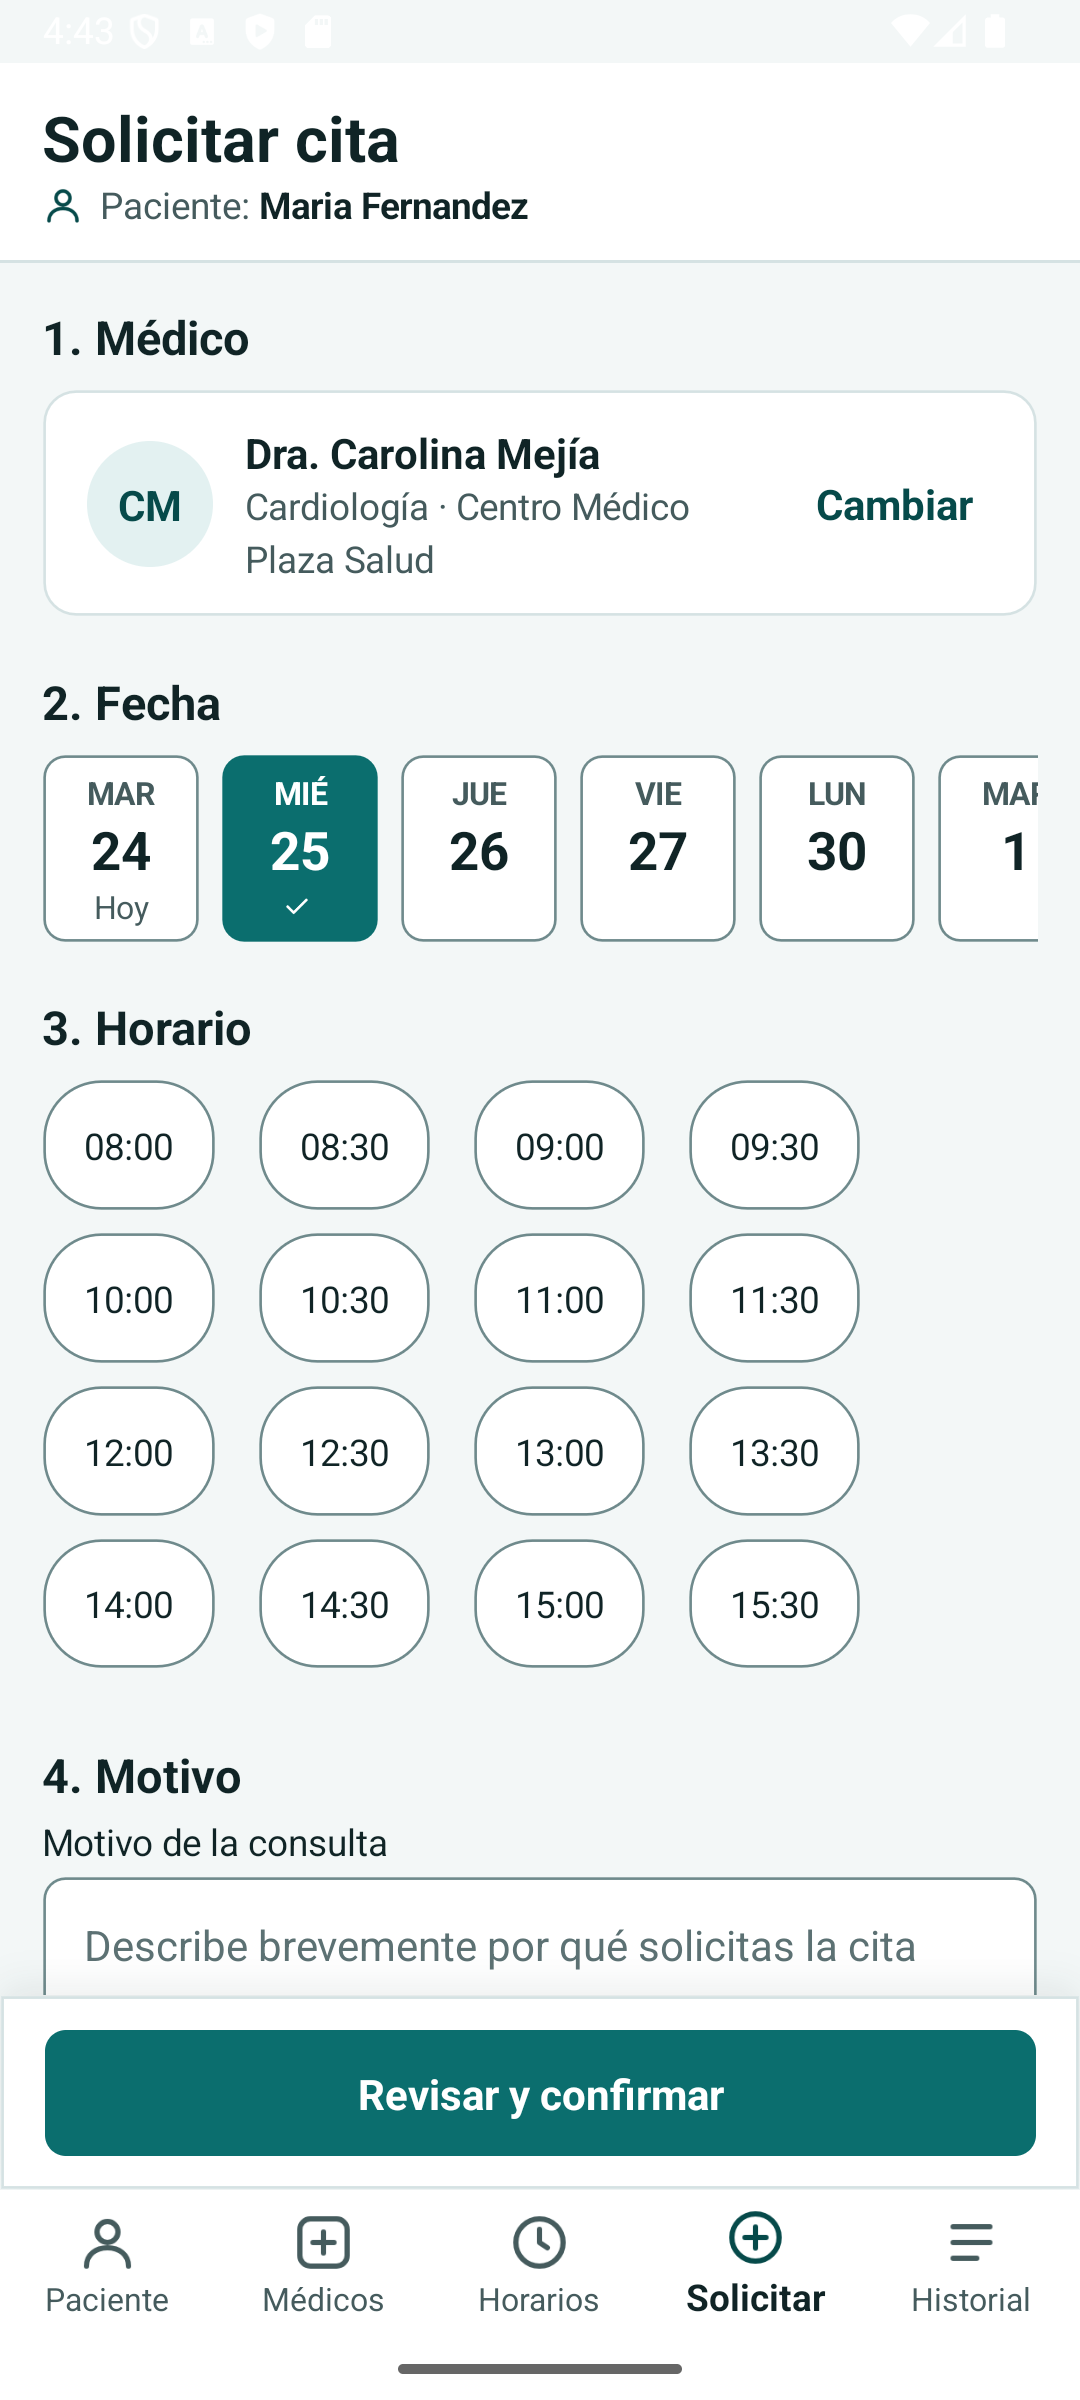 4:43
Solicitar cita
Paciente: Maria Fernandez
1. Médico
CM
Dra. Carolina Mejía
Cardiología · Centro Médico
Plaza Salud
Cambiar
2. Fecha
MAR
24
Hoy
MIÉ
25
JUE
26
VIE
27
LUN
30
3. Horario
08:00 08:30 09:00 09:30
10:00 10:30 11:00 11:30
12:00 12:30 13:00 13:30
14:00 14:30 15:00 15:30
4. Motivo
Motivo de la consulta
Describe brevemente por qué solicitas la cita
Revisar y confirmar
Paciente Médicos Horarios Solicitar Historial